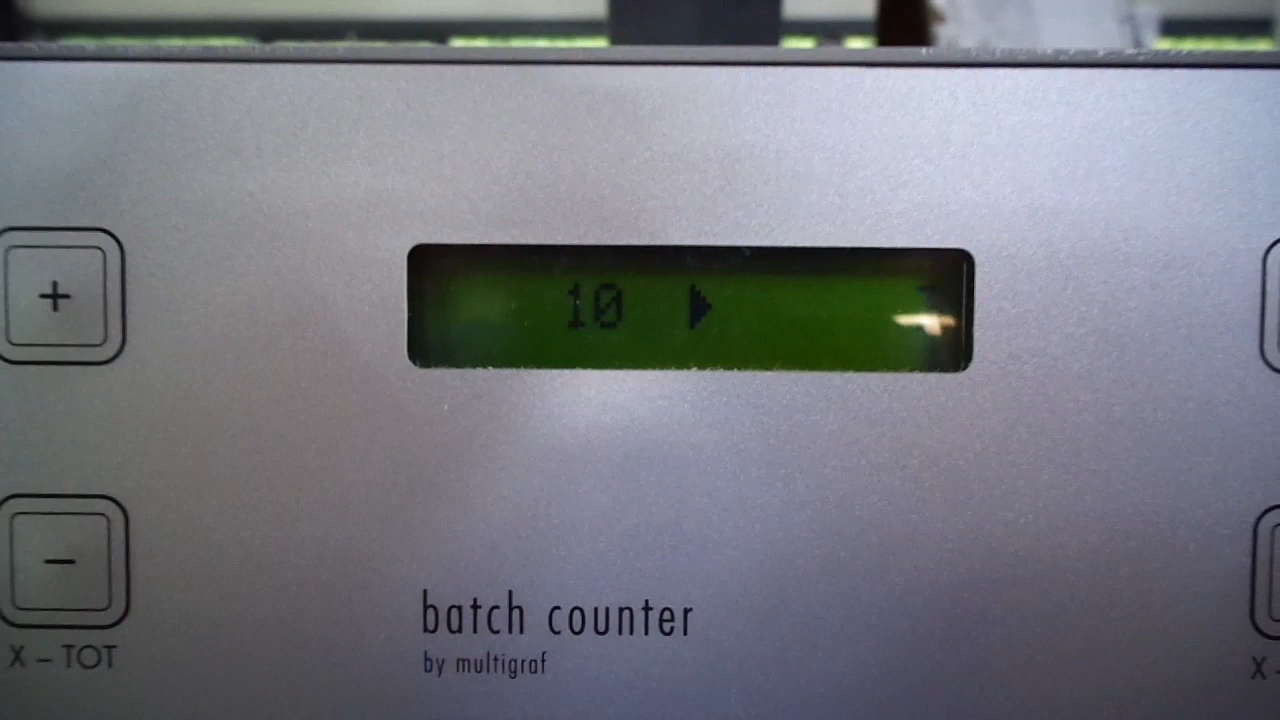 10
+
−
X – TOT
batch counter
by multigraf
X -